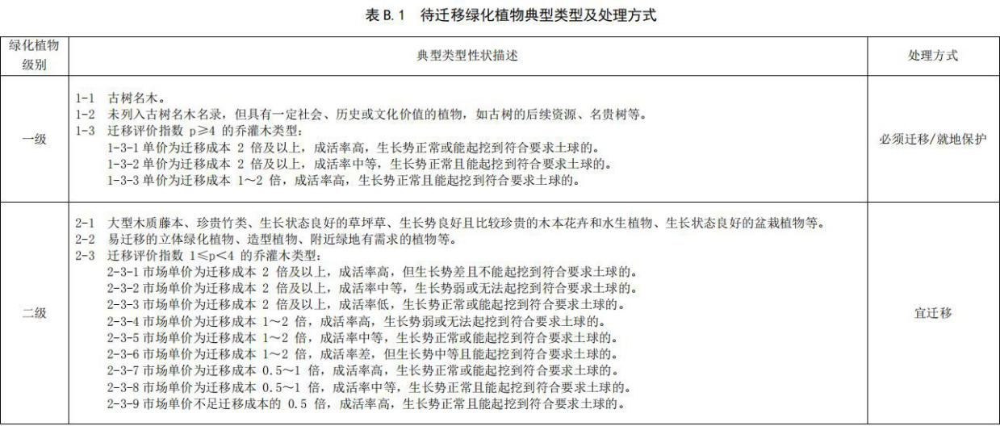 表 B.1 待迁移绿化植物典型类型及处理方式
绿化植物
级别
典型类型性状描述
处理方式
一级
1-1 古树名木。
1-2 未列入古树名木名录，但具有一定社会、历史或文化价值的植物，如古树的后续资源、名贵树等。
1-3 迁移评价指数 p≥4 的乔灌木类型：
1-3-1 单价为迁移成本 2 倍及以上，成活率高，生长势正常或能起挖到符合要求土球的。
1-3-2 单价为迁移成本 2 倍及以上，成活率中等，生长势正常且能起挖到符合要求土球的。
1-3-3 单价为迁移成本 1～2 倍，成活率高，生长势正常且能起挖到符合要求土球的。
必须迁移/就地保护
二级
2-1 大型木质藤本、珍贵竹类、生长状态良好的草坪草、生长势良好且比较珍贵的木本花卉和水生植物、生长状态良好的盆栽植物等。
2-2 易迁移的立体绿化植物、造型植物、附近绿地有需求的植物等。
2-3 迁移评价指数 1≤p＜4 的乔灌木类型：
2-3-1 市场单价为迁移成本 2 倍及以上，成活率高，但生长势差且不能起挖到符合要求土球的。
2-3-2 市场单价为迁移成本 2 倍及以上，成活率中等，生长势弱或无法起挖到符合要求土球的。
2-3-3 市场单价为迁移成本 2 倍及以上，成活率低，生长势正常或能起挖到符合要求土球的。
2-3-4 市场单价为迁移成本 1～2 倍，成活率高，生长势弱或无法起挖到符合要求土球的。
2-3-5 市场单价为迁移成本 1～2 倍，成活率中等，生长势正常或能起挖到符合要求土球的。
2-3-6 市场单价为迁移成本 1～2 倍，成活率差，但生长势中等且能起挖到符合要求土球的。
2-3-7 市场单价为迁移成本 0.5～1 倍，成活率高，生长势正常或能起挖到符合要求土球的。
2-3-8 市场单价为迁移成本 0.5～1 倍，成活率中等，生长势正常且能起挖到符合要求土球的。
2-3-9 市场单价不足迁移成本的 0.5 倍，成活率高，生长势正常且能起挖到符合要求土球的。
宜迁移